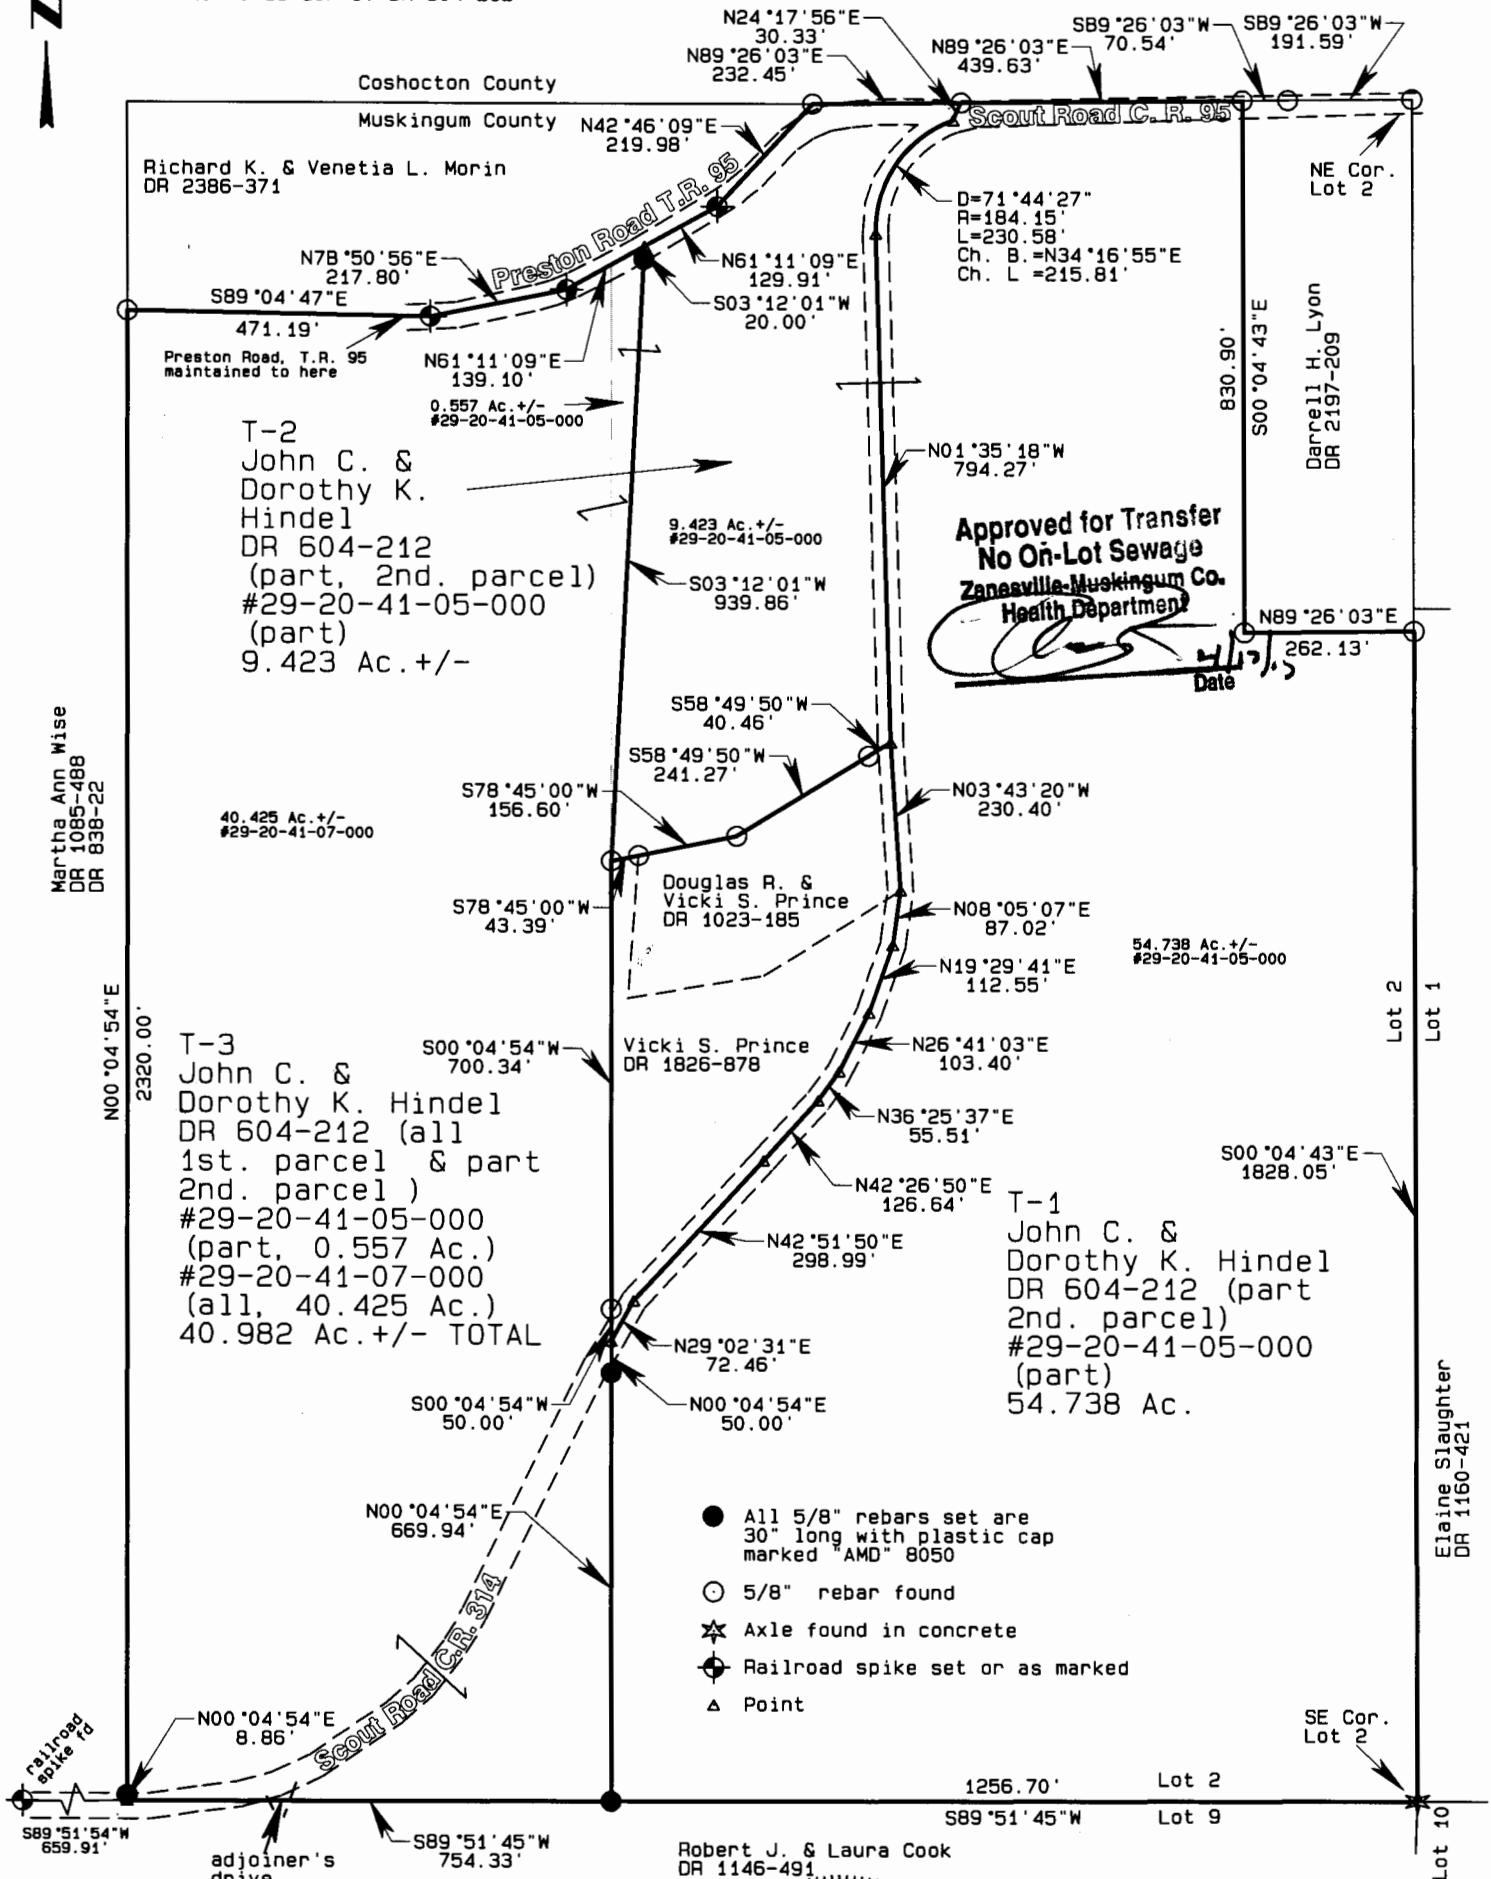 N
N24°17'56"E
30.33'
N89°26'03"E
232.45'
N89°26'03"E
439.63'
SB9°26'03"W
70.54'
SB9°26'03"W
191.59'
Coshocton County
Muskingum County
N42°46'09"E
219.98'
Scout Road C. R. 95
Richard K. & Venetia L. Morin
DR 2386-371
Preston Road T.R. 95
NE Cor.
Lot 2
D=71°44'27"
R=184.15'
L=230.58'
Ch. B.=N34°16'55"E
Ch. L =215.81'
N7B°50'56"E
217.80'
N61°11'09"E
129.91'
S03°12'01"W
20.00'
S89°04'47"E
471.19'
Preston Road, T.R. 95
maintained to here
N61°11'09"E
139.10'
0.557 Ac.+/-
#29-20-41-05-000
830.90'
S00°04'43"E
Darrell H. Lyon
DR 2197-209
T-2
John C. &
Dorothy K.
Hindel
DR 604-212
(part, 2nd. parcel)
#29-20-41-05-000
(part)
9.423 Ac.+/-
N01°35'18"W
794.27'
9.423 Ac.+/-
#29-20-41-05-000
Approved for Transfer
No On-Lot Sewage
Zanesville-Muskingum Co.
Health Department
Date
S03°12'01"W
939.86'
N89°26'03"E
262.13'
S58°49'50"W
40.46'
S58°49'50"W
241.27'
S78°45'00"W
156.60'
N03°43'20"W
230.40'
Martha Ann Wise
DR 1085-488
DR 838-22
40.425 Ac.+/-
#29-20-41-07-000
Douglas R. &
Vicki S. Prince
DR 1023-185
S78°45'00"W
43.39'
N08°05'07"E
87.02'
54.738 Ac.+/-
#29-20-41-05-000
N19°29'41"E
112.55'
N00°04'54"E
2320.00'
Lot 2
Lot 1
T-3
John C. &
Dorothy K. Hindel
DR 604-212 (all
1st. parcel & part
2nd. parcel )
#29-20-41-05-000
(part, 0.557 Ac.)
#29-20-41-07-000
(all, 40.425 Ac.)
40.982 Ac.+/- TOTAL
S00°04'54"W
700.34'
Vicki S. Prince
DR 1826-878
N26°41'03"E
103.40'
N36°25'37"E
55.51'
S00°04'43"E
1828.05'
N42°26'50"E
126.64'
N42°51'50"E
298.99'
T-1
John C. &
Dorothy K. Hindel
DR 604-212 (part
2nd. parcel)
#29-20-41-05-000
(part)
54.738 Ac.
N29°02'31"E
72.46'
S00°04'54"W
50.00'
N00°04'54"E
50.00'
Elaine Slaughter
DR 1160-421
N00°04'54"E
669.94'
All 5/8" rebars set are
30" long with plastic cap
marked "AMD" 8050
5/8" rebar found
Axle found in concrete
Railroad spike set or as marked
Point
Scout Road C.R. 314
N00°04'54"E
8.86'
railroad
spike fd
SE Cor.
Lot 2
1256.70'
Lot 2
S89°51'45"W
Lot 9
Lot 10
S89°51'54"W
659.91'
adjoiner's
drive
S89°51'45"W
754.33'
Robert J. & Laura Cook
DR 1146-491